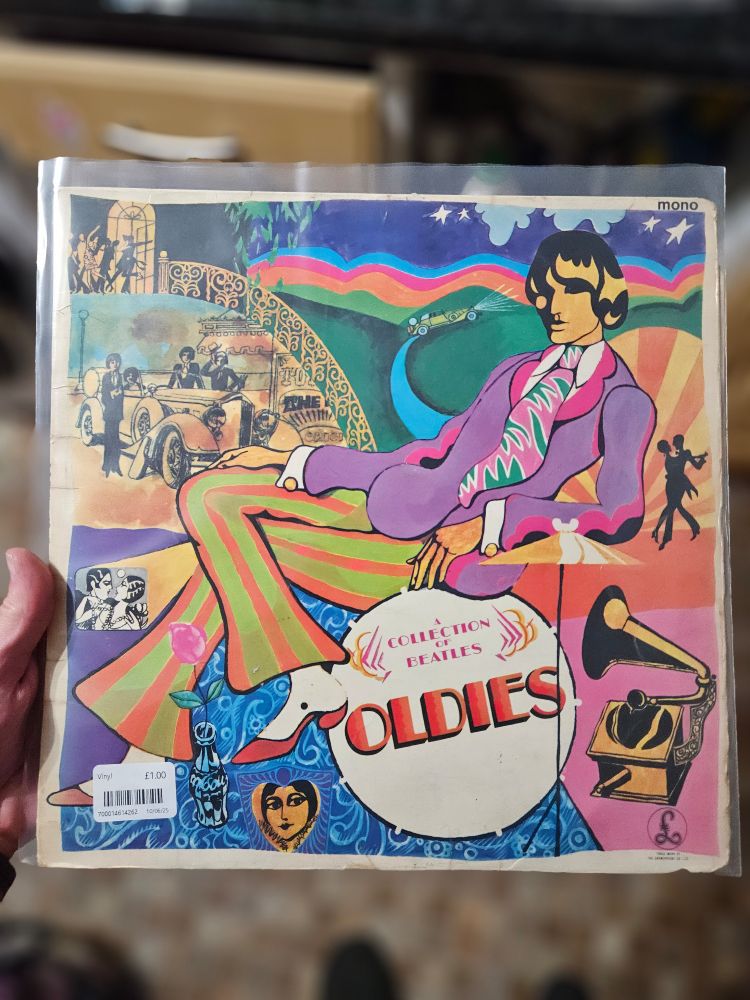 mono
THE
A
COLLECTION
OF
BEATLES
OLDIES
Vinyl £1.00
700014614262 10/06/25
£